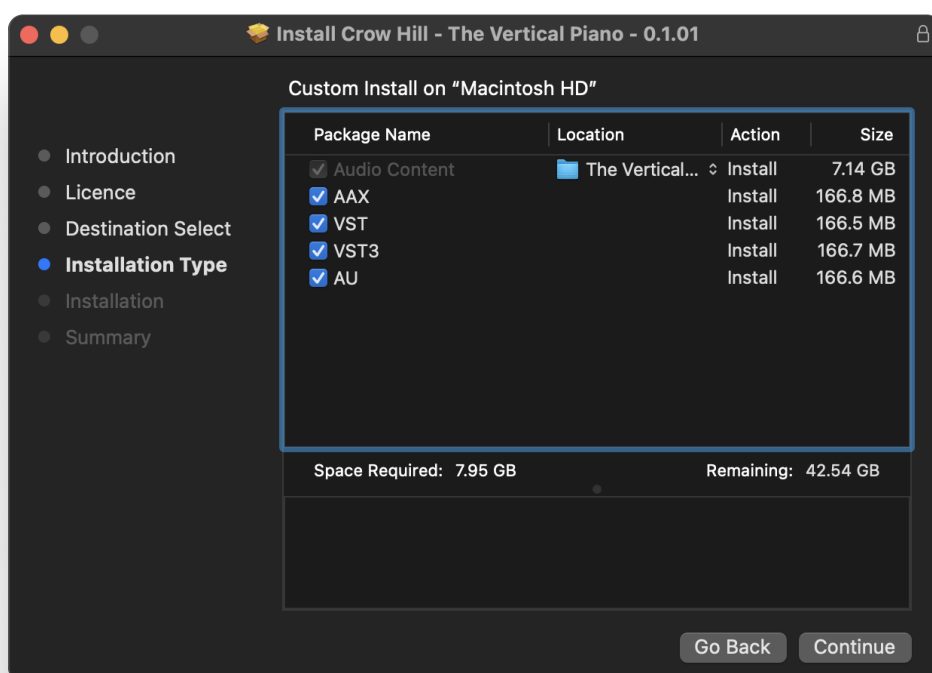 Install Crow Hill - The Vertical Piano - 0.1.01
Custom Install on “Macintosh HD”
Introduction
Licence
Destination Select
Installation Type
Installation
Summary
Package Name Location Action Size
Audio Content The Vertical... Install 7.14 GB
AAX Install 166.8 MB
VST Install 166.5 MB
VST3 Install 166.7 MB
AU Install 166.6 MB
Space Required: 7.95 GB Remaining: 42.54 GB
Go Back Continue